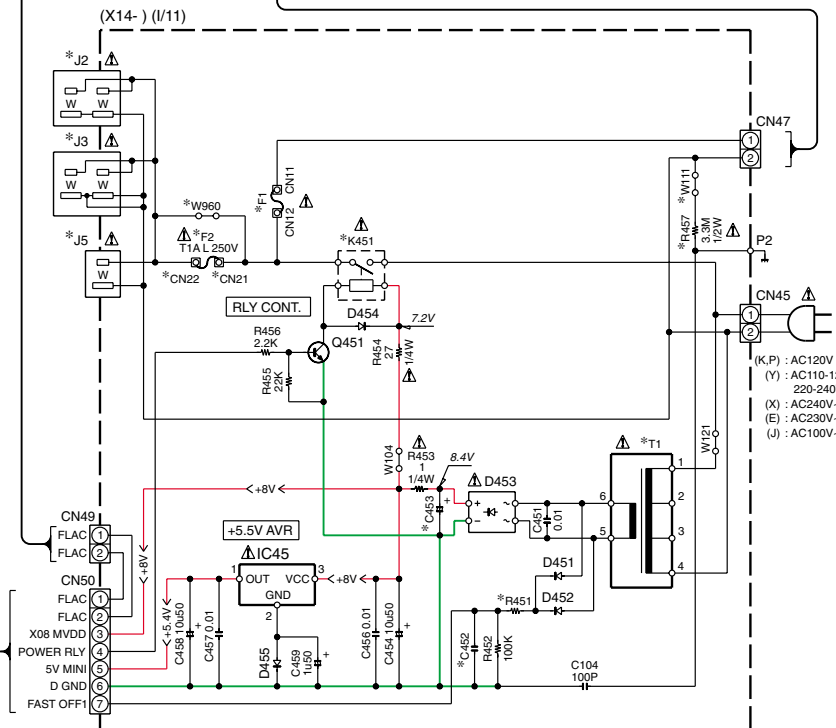 (X14- ) (I/11)
*J2
W W
*J3
W W
*J5
W
*W960
*F2
T1A L 250V
*CN22
*CN21
*F1
CN11
CN12
*K451
RLY CONT.
D454
7.2V
R456
2.2K
Q451
R455
22K
R454
27
1/4W
CN47
1
2
*W111
*R457
3.3M
1/2W
P2
CN45
1
2
(K,P) : AC120V
(Y) : AC110-1
220-240
(X) : AC240V
(E) : AC230V
(J) : AC100V
W104
R453
1
1/4W
8.4V
*C453
+
D453
+
−
~
~
C451
0.01
*T1
6
5
1
2
3
4
W121
+8V
+8V
CN49
FLAC 1
FLAC 2
CN50
FLAC 1
FLAC 2
X08 MVDD 3
POWER RLY 4
5V MINI 5
D GND 6
FAST OFF1 7
+5.5V AVR
IC45
1 OUT VCC 3
GND
2
+8V
+5.4V
C458 10u50
+
C457 0.01
D455
C459
1u50
+
C456 0.01
C454 10u50
+
D451
D452
*R451
*C452
R452
100K
C104
100P